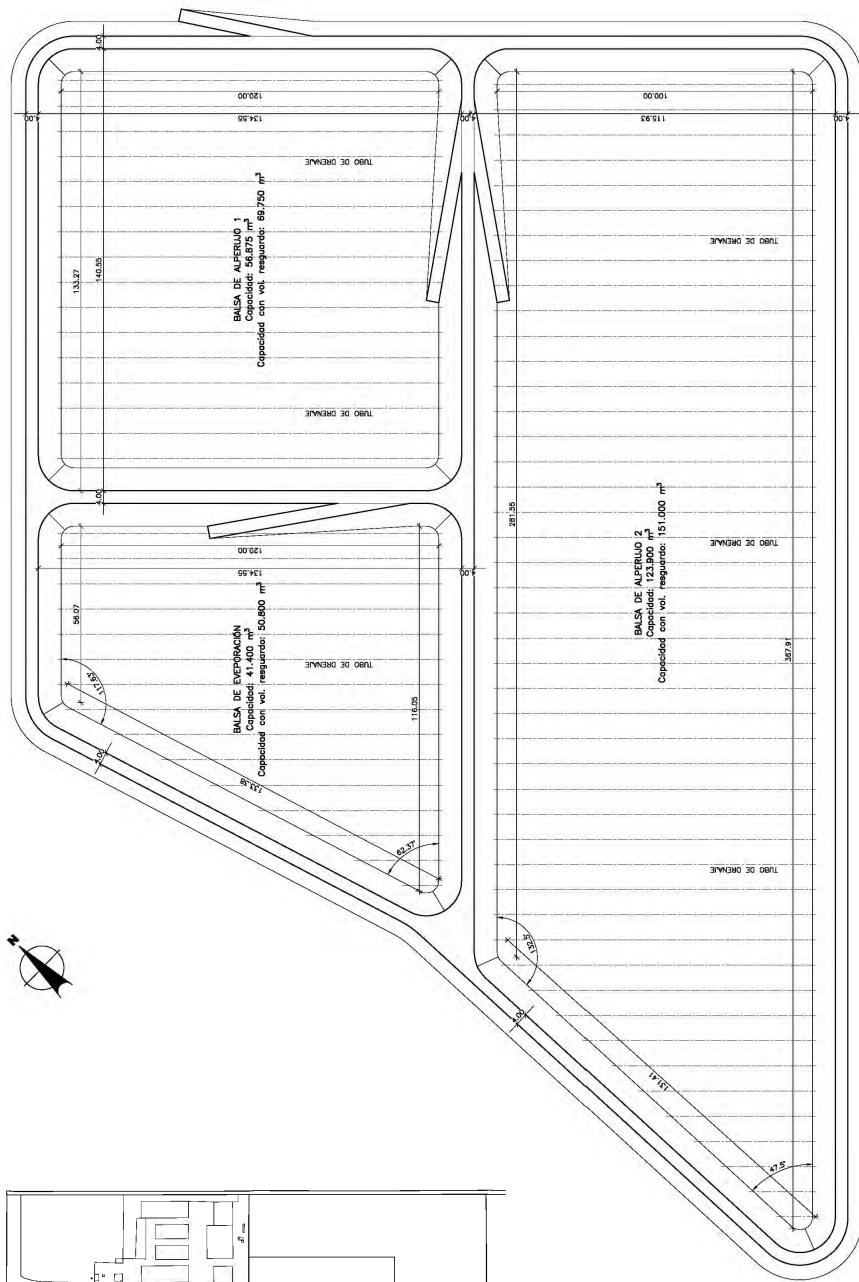 4.00
4.00
120.00
134.55
TUBO DE DRENAJE
133.27
140.55
BALSA DE ALPERUJO 1
Capacidad: 56.875 m³
Capacidad con vol. resguardo: 69.750 m³
TUBO DE DRENAJE
4.00
4.00
100.00
115.93
4.00
TUBO DE DRENAJE
281.55
BALSA DE ALPERUJO 2
Capacidad: 123.900 m³
Capacidad con vol. resguardo: 151.000 m³
TUBO DE DRENAJE
367.91
TUBO DE DRENAJE
132.5°
4.00
131.41
47.5°
120.00
134.55
4.00
56.07
BALSA DE EVEPORACIÓN
Capacidad: 41.400 m³
Capacidad con vol. resguardo: 50.800 m³
TUBO DE DRENAJE
117.63°
116.05
4.00
133.38
62.37°
N